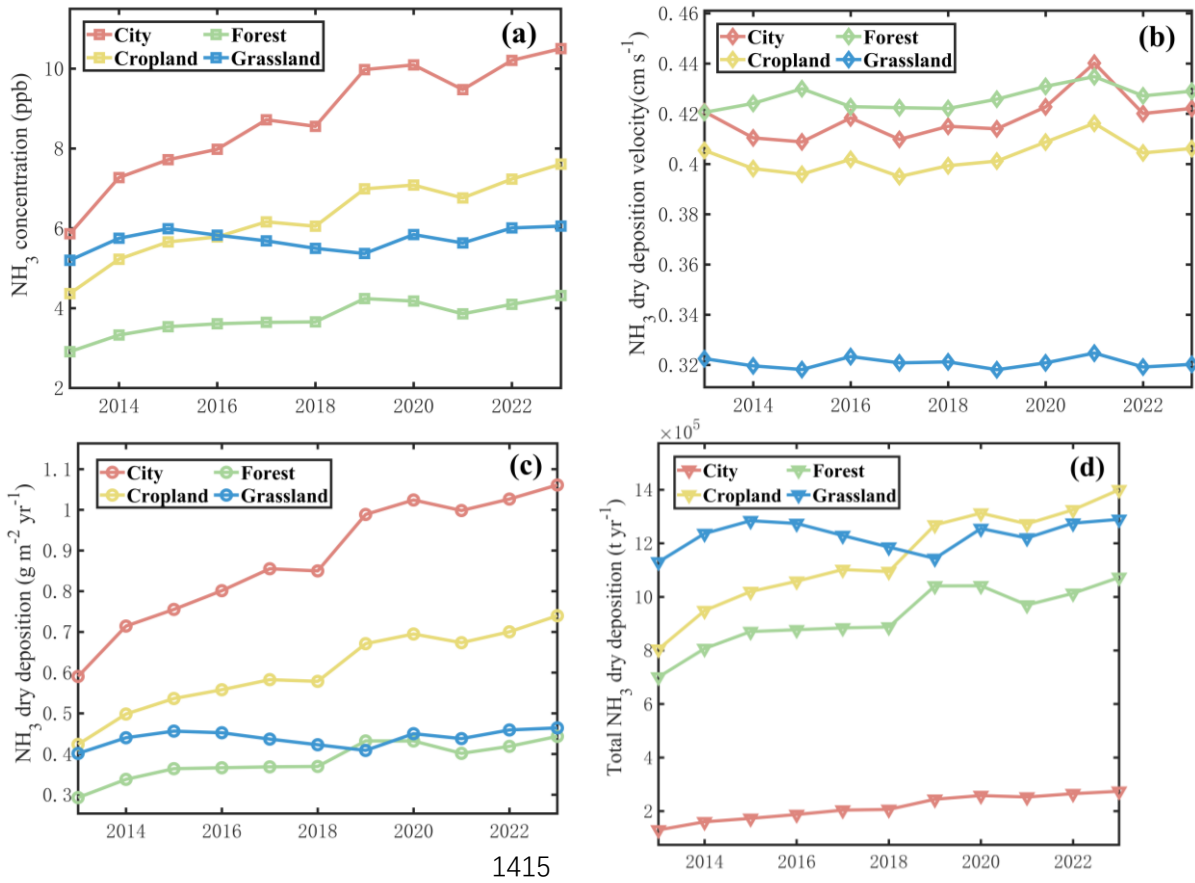 (a)
City
Forest
Cropland
Grassland
NH₃ concentration (ppb)
10
8
6
4
2
2014 2016 2018 2020 2022
(b)
City
Forest
Cropland
Grassland
NH₃ dry deposition velocity(cm s⁻¹)
0.46
0.44
0.42
0.4
0.38
0.36
0.34
0.32
2014 2016 2018 2020 2022
(c)
City
Forest
Cropland
Grassland
NH₃ dry deposition (g m⁻² yr⁻¹)
1.1
1
0.9
0.8
0.7
0.6
0.5
0.4
0.3
2014 2016 2018 2020 2022
(d)
×10⁵
City
Forest
Cropland
Grassland
Total NH₃ dry deposition (t yr⁻¹)
14
12
10
8
6
4
2
2014 2016 2018 2020 2022
1415